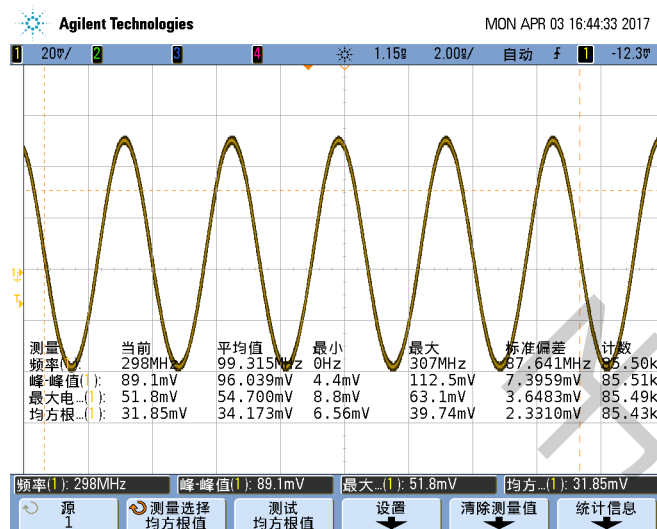 Agilent Technologies MON APR 03 16:44:33 2017
1 20mV/ 2 3 4 1.15s 2.00s/ 自动 1 -12.3mV
测量 当前 平均值 最小 最大 标准偏差 计数
频率(1): 298MHz 99.315MHz 0Hz 307MHz 87.641MHz 85.50k
峰-峰值(1): 89.1mV 96.039mV 4.4mV 112.5mV 7.3959mV 85.51k
最大电…(1): 51.8mV 54.700mV 8.8mV 63.1mV 3.6483mV 85.49k
均方根…(1): 31.85mV 34.173mV 6.56mV 39.74mV 2.3310mV 85.43k
频率(1): 298MHz 峰-峰值(1): 89.1mV 最大…(1): 51.8mV 均方…(1): 31.85mV
源 测量选择 测试 设置 清除测量值 统计信息
1 均方根值 均方根值